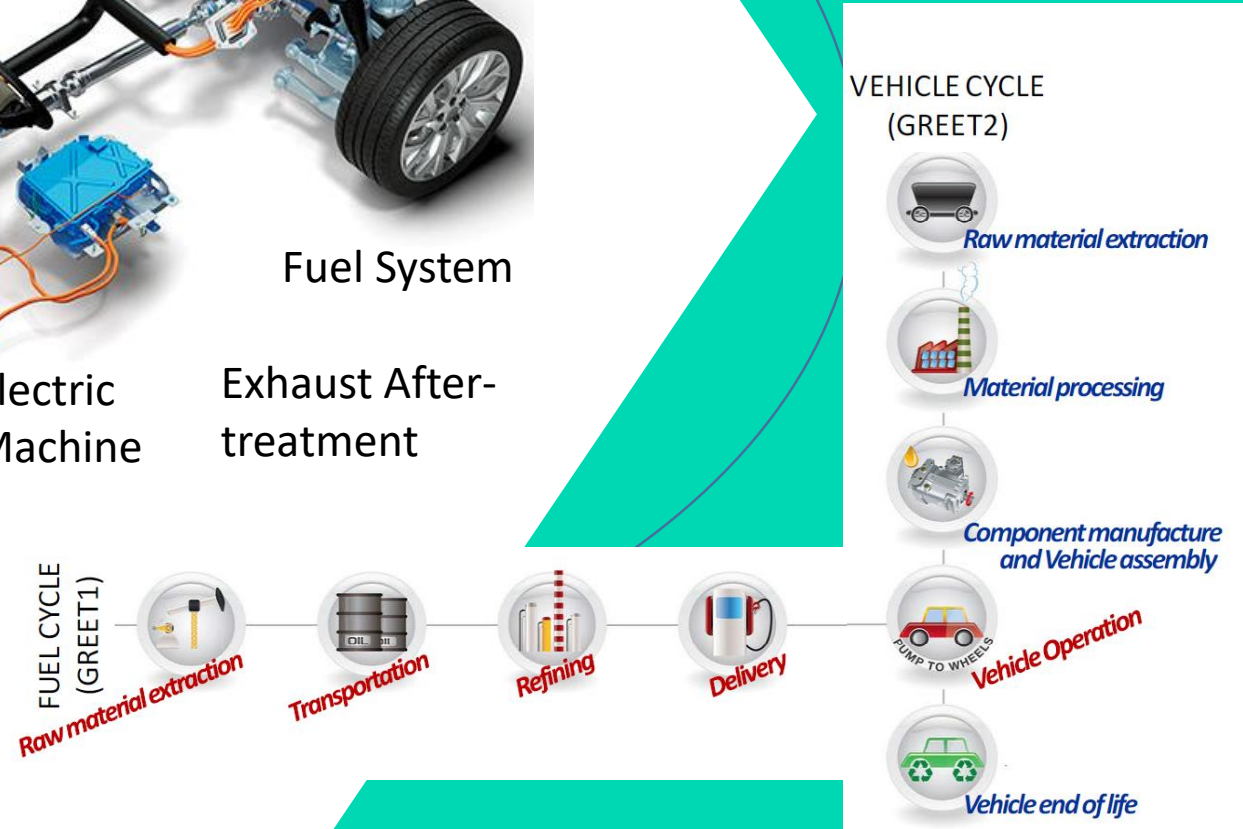 Fuel System
lectric
Machine
Exhaust After-
treatment
VEHICLE CYCLE
(GREET2)
Raw material extraction
Material processing
Component manufacture
and Vehicle assembly
FUEL CYCLE
(GREET1)
Raw material extraction
OIL
OIL
Transportation
Refining
Delivery
PUMP TO WHEELS
Vehicle Operation
Vehicle end of life